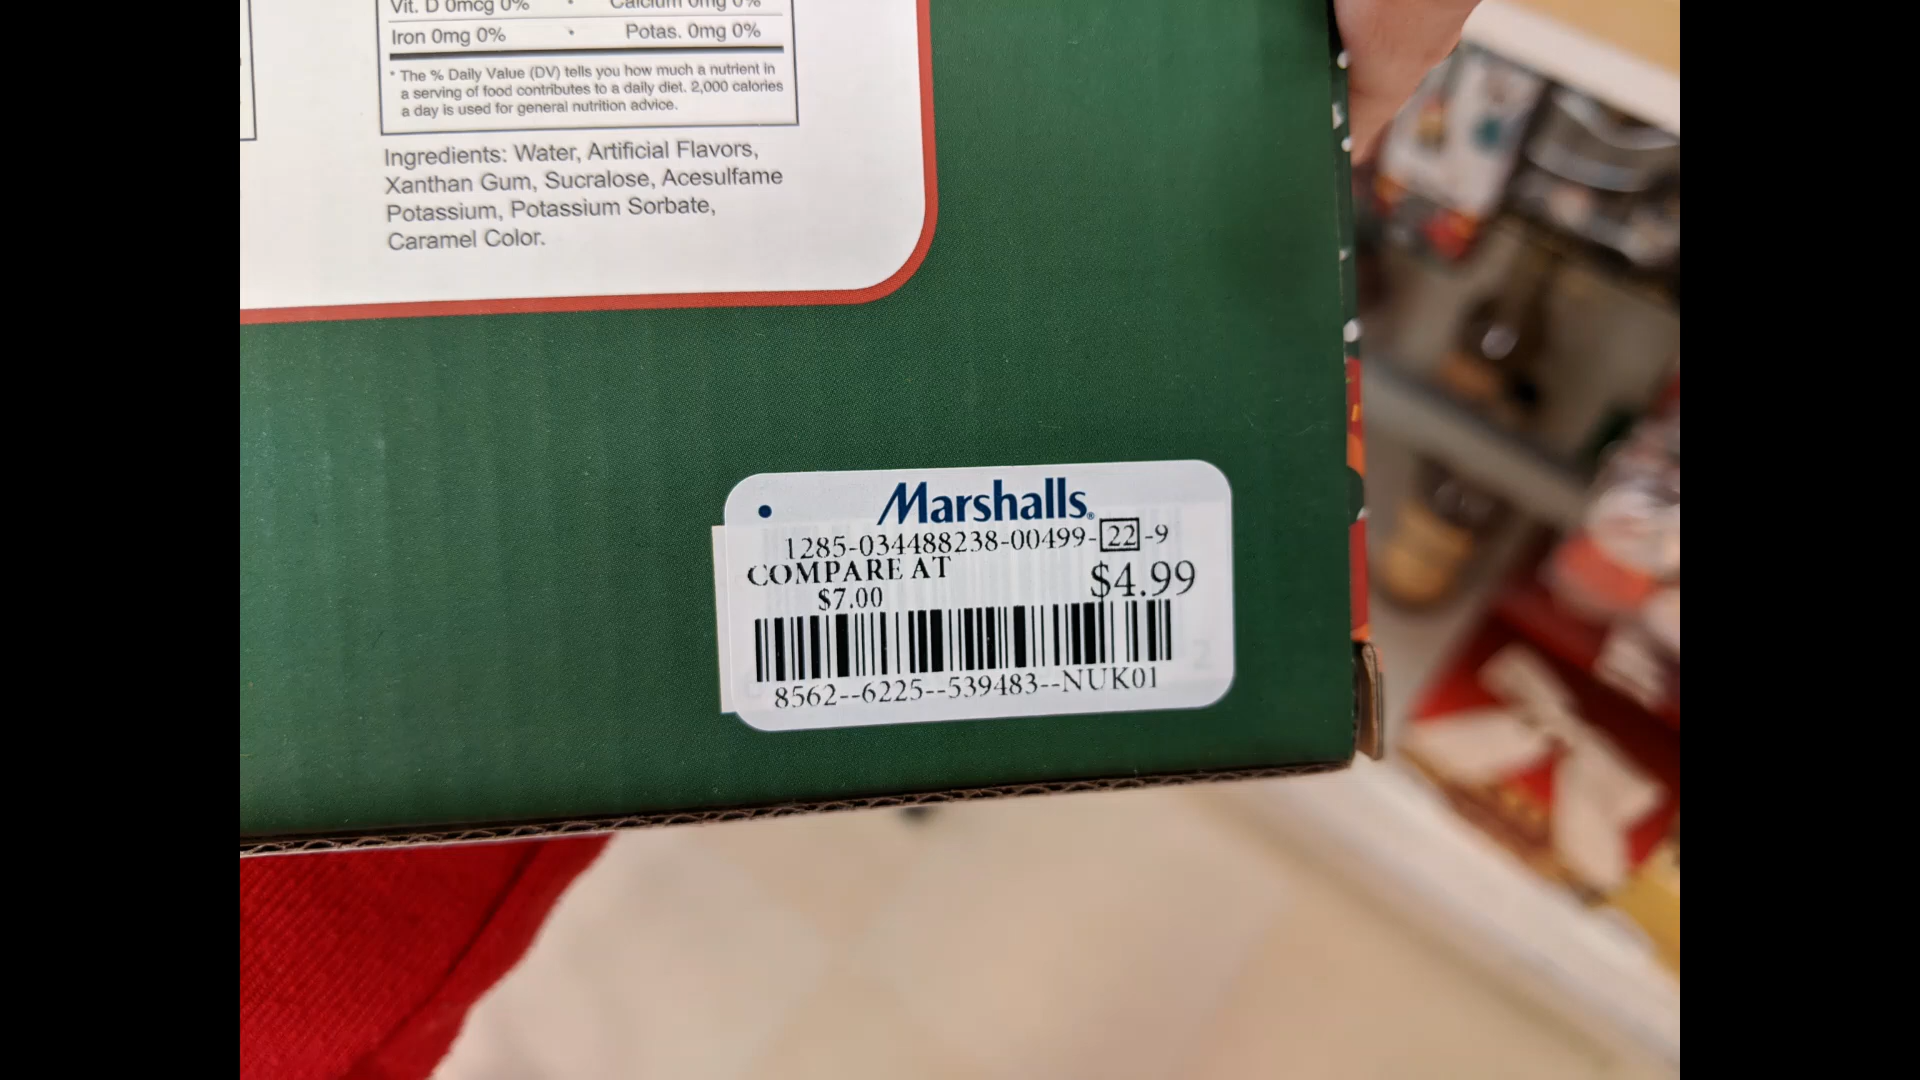 Vit. D 0mcg 0% • Calcium 0mg 0%
Iron 0mg 0% • Potas. 0mg 0%
* The % Daily Value (DV) tells you how much a nutrient in
a serving of food contributes to a daily diet. 2,000 calories
a day is used for general nutrition advice.
Ingredients: Water, Artificial Flavors,
Xanthan Gum, Sucralose, Acesulfame
Potassium, Potassium Sorbate,
Caramel Color.
Marshalls®
1285-034488238-00499-22-9
COMPARE AT
$4.99
$7.00
8562--6225--539483--NUK01